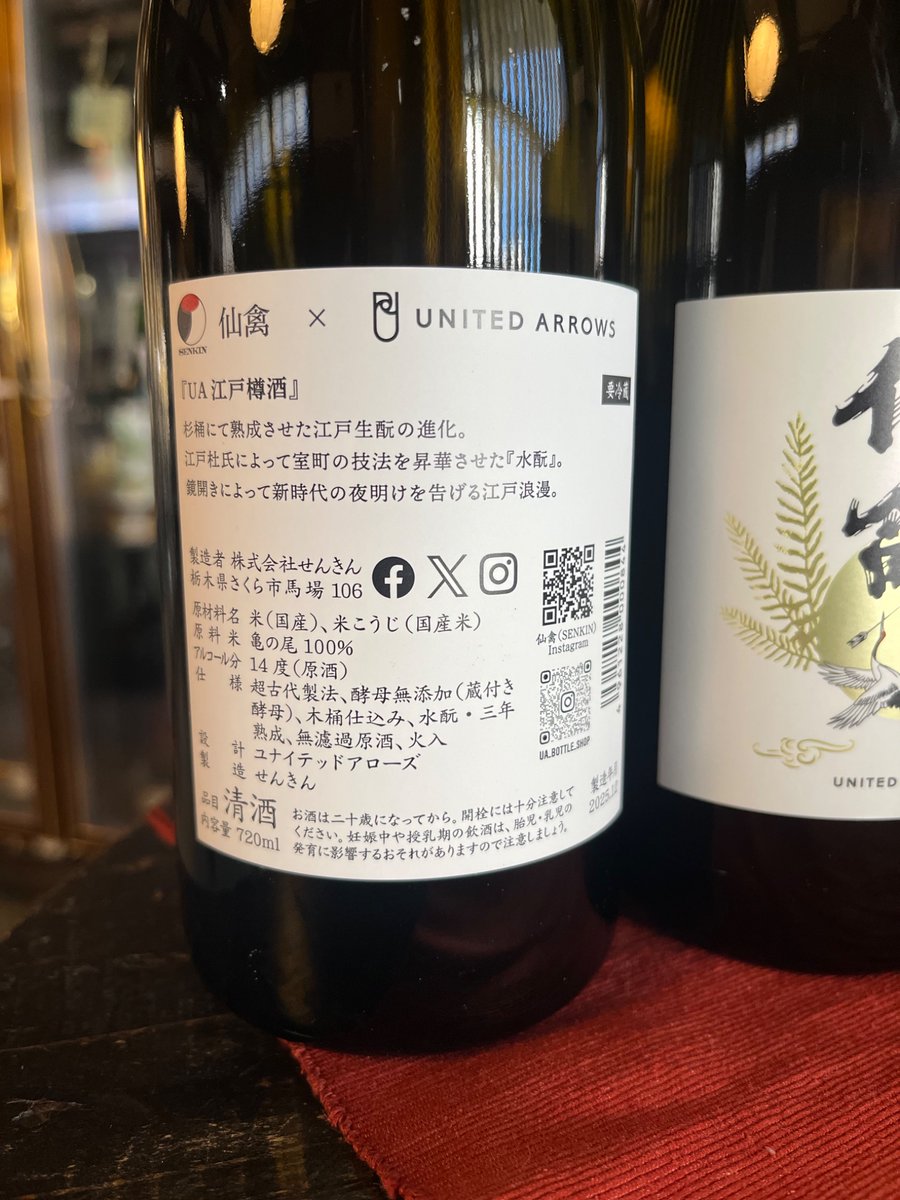 仙禽 × UNITED ARROWS
SENKIN
『UA 江戸樽酒』
要冷蔵
杉桶にて熟成させた江戸生酛の進化。
江戸杜氏によって室町の技法を昇華させた『水酛』。
鏡開きによって新時代の夜明けを告げる江戸浪漫。
製造者 株式会社せんきん
栃木県さくら市馬場 106
原材料名 米(国産)、米こうじ(国産米)
原料米 亀の尾 100%
アルコール分 14度(原酒)
仕様 超古代製法、酵母無添加(蔵付き
酵母)、木桶仕込み、水酛・三年
熟成、無濾過原酒、火入
設計 ユナイテッドアローズ
製造 せんきん
品目 清酒
内容量 720ml
仙禽(SENKIN)
Instagram
UA.BOTTLE_SHOP
お酒は二十歳になってから。開栓には十分注意して
ください。妊娠中や授乳期の飲酒は、胎児・乳児の
発育に影響するおそれがありますので注意しましょう。
製造年月
2025.12
UNITED